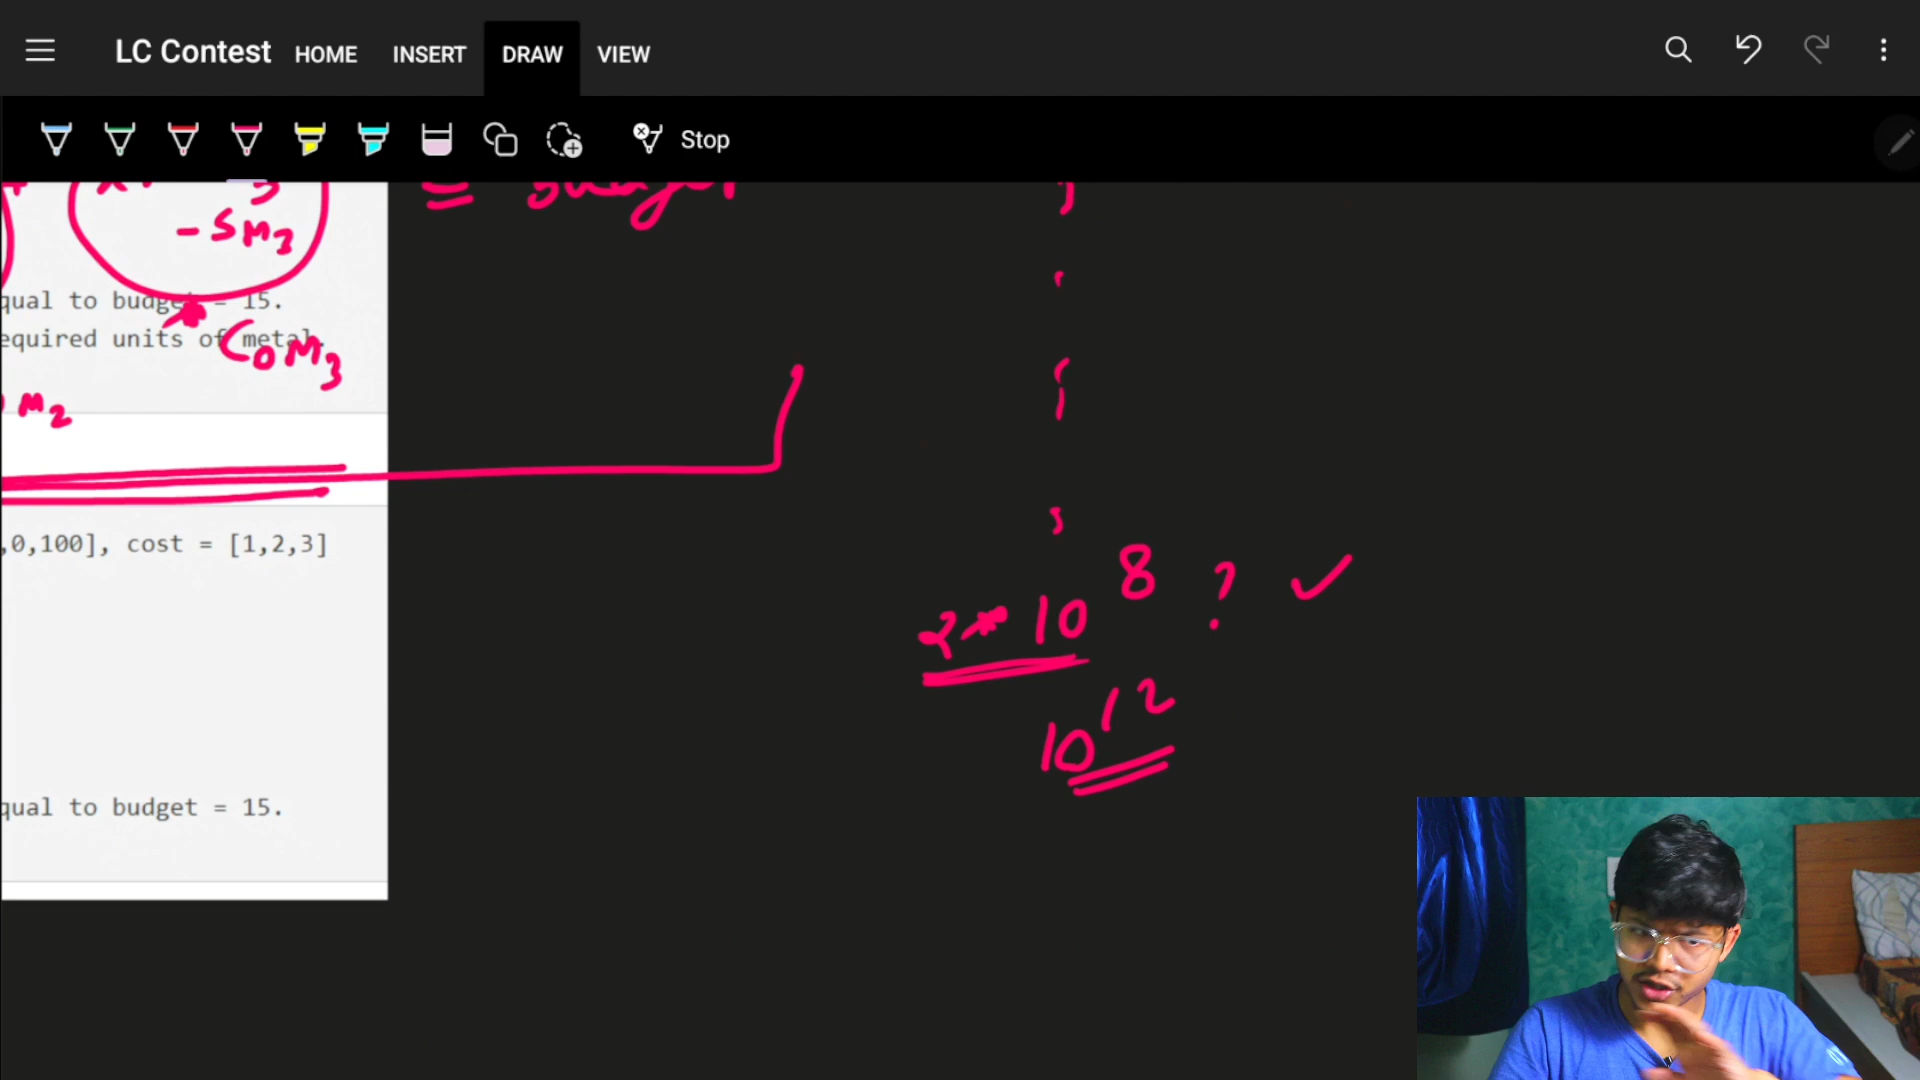 LC Contest HOME INSERT DRAW VIEW
Stop
- SM3
qual to budget = 15.
equired units of metal.
* COM3
M2
,0,100], cost = [1,2,3]
2 * 10^8 ? ✓
10^12
qual to budget = 15.